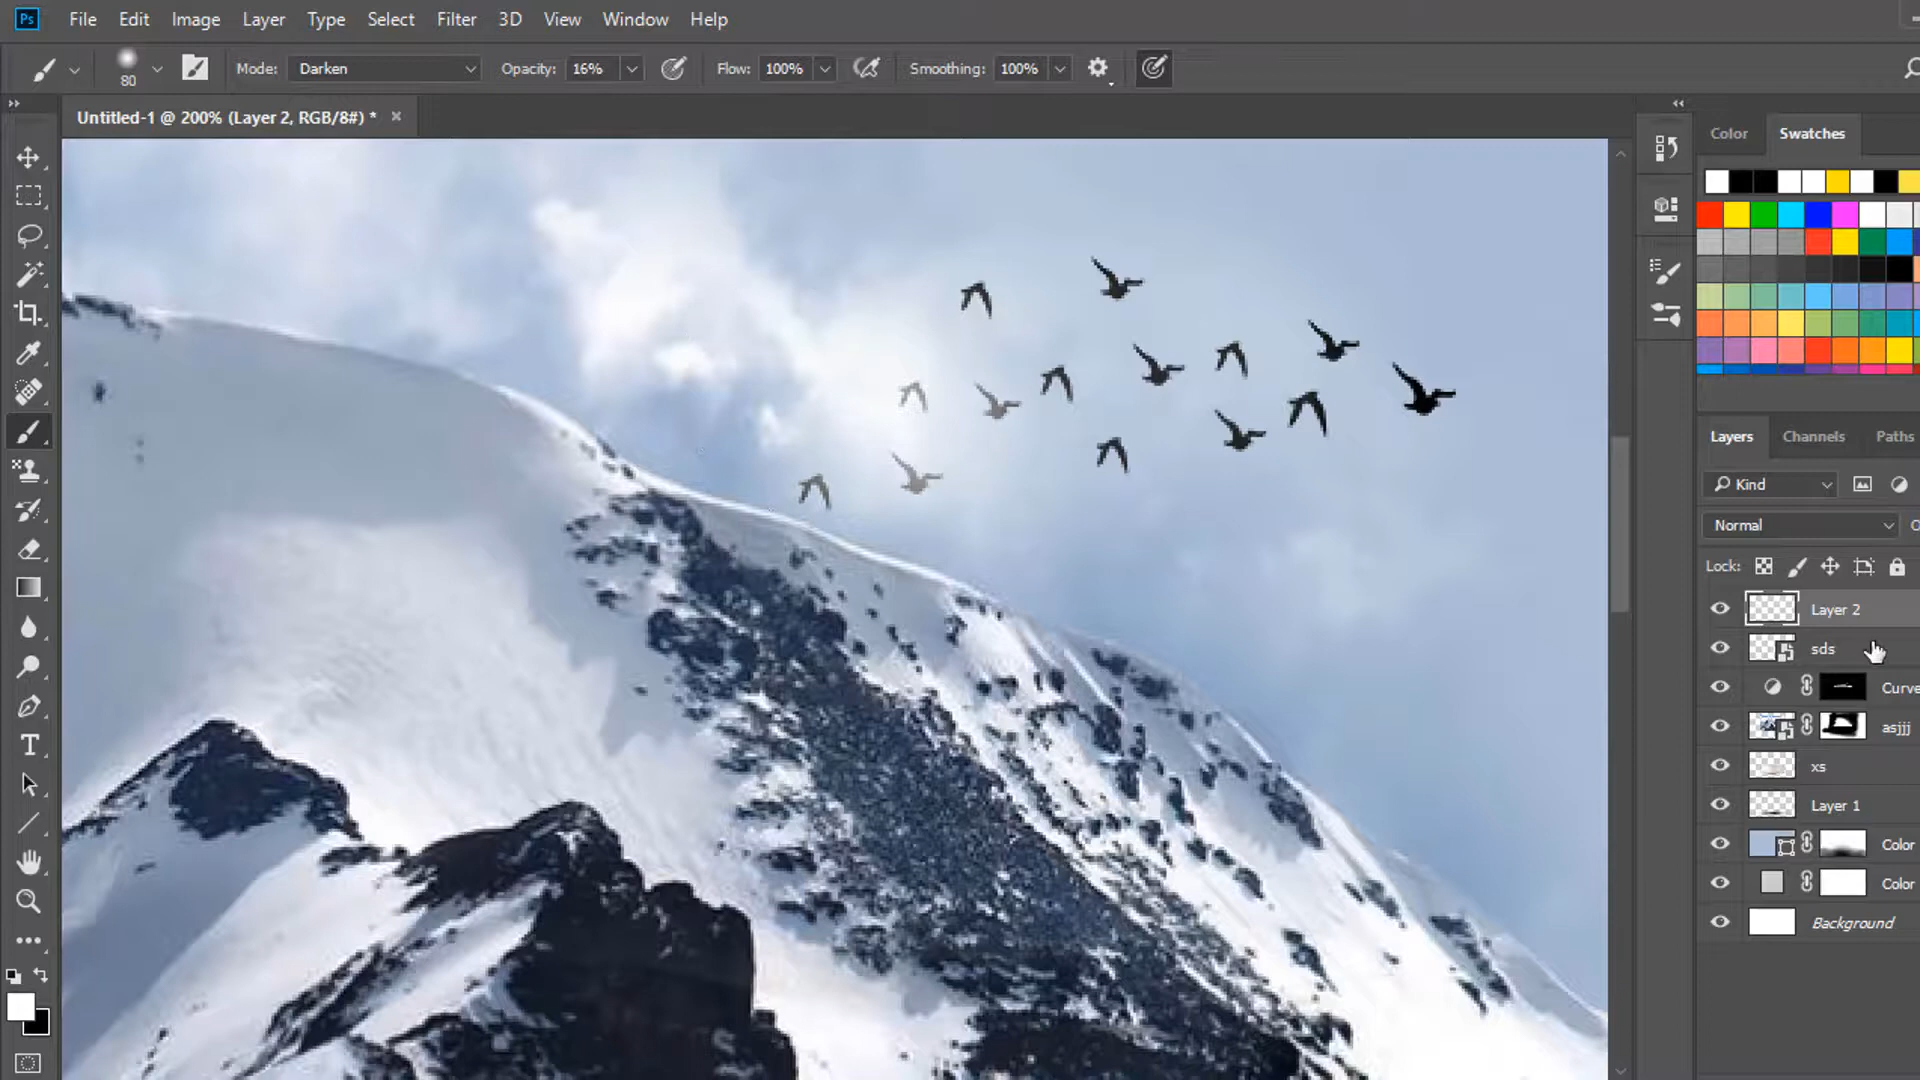 Ps File Edit Image Layer Type Select Filter 3D View Window Help
80 Mode: Darken Opacity: 16% Flow: 100% Smoothing: 100%
Untitled-1 @ 200% (Layer 2, RGB/8#) * ×
Color Swatches
Layers Channels Paths
Kind
Normal O
Lock:
Layer 2
sds
Curve
asjjj
xs
Layer 1
Color
Color
Background